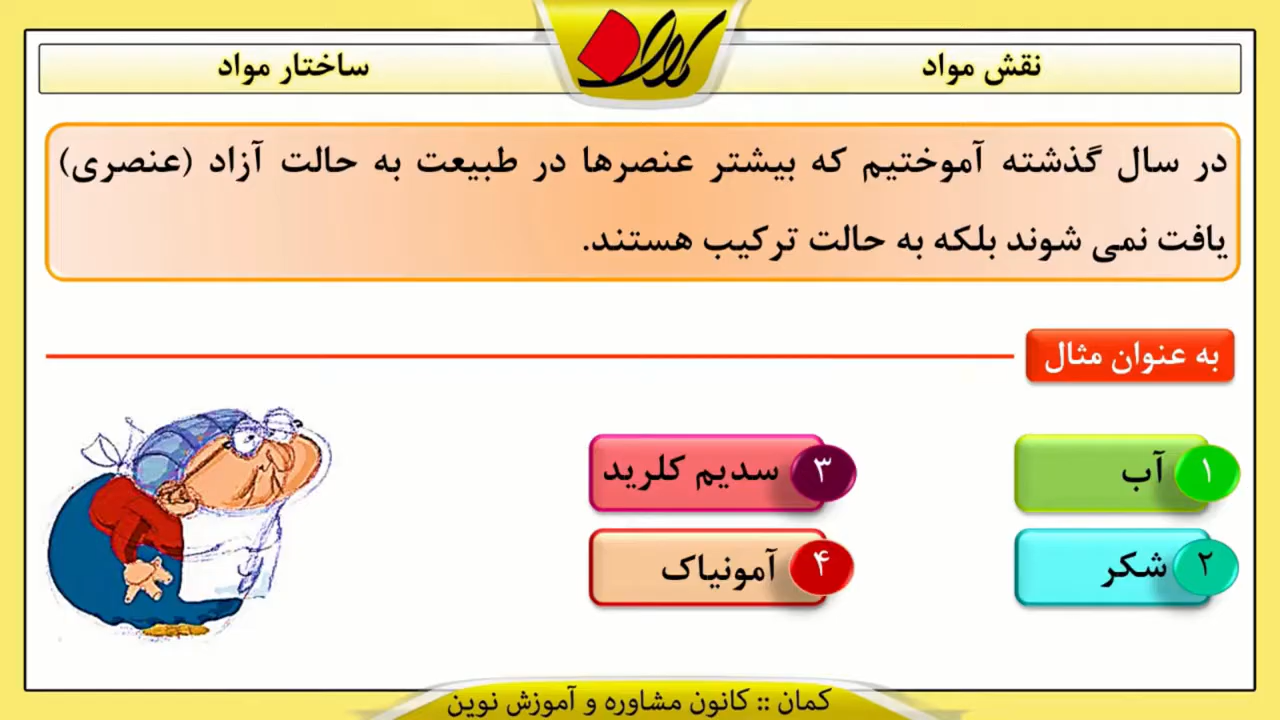 نقش مواد
کمان
ساختار مواد
در سال گذشته آموختیم که بیشتر عنصرها در طبیعت به حالت آزاد (عنصری)
یافت نمی شوند بلکه به حالت ترکیب هستند.
به عنوان مثال
۱ آب
۳ سدیم کلرید
۲ شکر
۴ آمونیاک
کمان :: کانون مشاوره و آموزش نوین